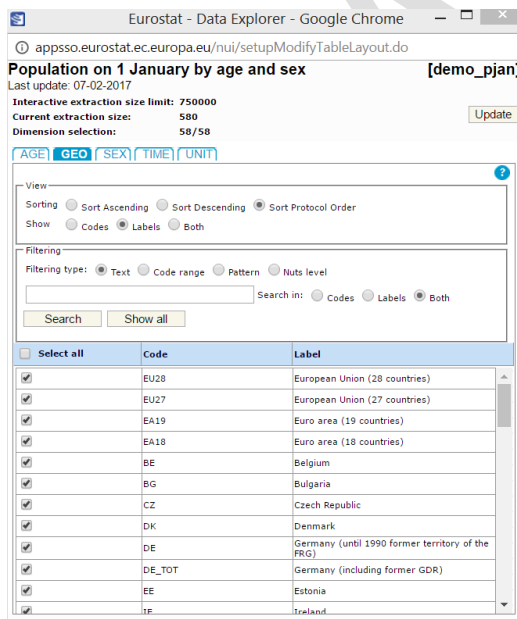 Eurostat - Data Explorer - Google Chrome
appsso.eurostat.ec.europa.eu/nui/setupModifyTableLayout.do
Population on 1 January by age and sex [demo_pjan]
Last update: 07-02-2017
Interactive extraction size limit: 750000
Current extraction size: 580
Dimension selection: 58/58
Update
AGE GEO SEX TIME UNIT
?
View
Sorting Sort Ascending Sort Descending Sort Protocol Order
Show Codes Labels Both
Filtering
Filtering type: Text Code range Pattern Nuts level
Search in: Codes Labels Both
Search Show all
Select all Code Label
EU28 European Union (28 countries)
EU27 European Union (27 countries)
EA19 Euro area (19 countries)
EA18 Euro area (18 countries)
BE Belgium
BG Bulgaria
CZ Czech Republic
DK Denmark
DE Germany (until 1990 former territory of the
FRG)
DE_TOT Germany (including former GDR)
EE Estonia
IE Ireland